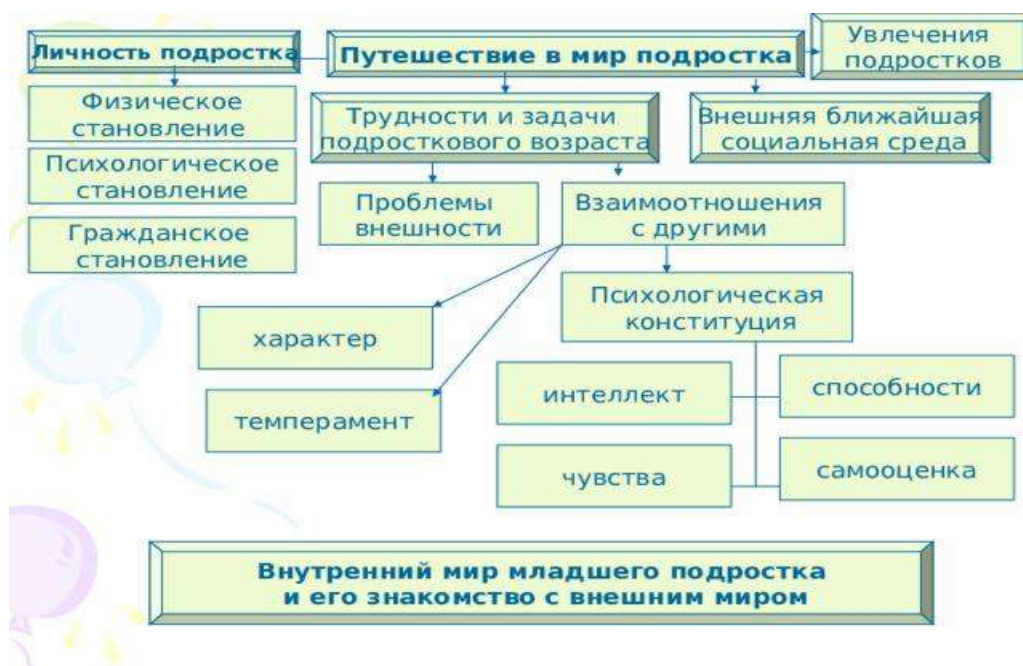 Личность подростка
Путешествие в мир подростка
Увлечения
подростков
Физическое
становление
Психологическое
становление
Гражданское
становление
Трудности и задачи
подросткового возраста
Внешняя ближайшая
социальная среда
Проблемы
внешности
Взаимоотношения
с другими
Психологическая
конституция
характер
темперамент
интеллект
способности
чувства
самооценка
Внутренний мир младшего подростка
и его знакомство с внешним миром